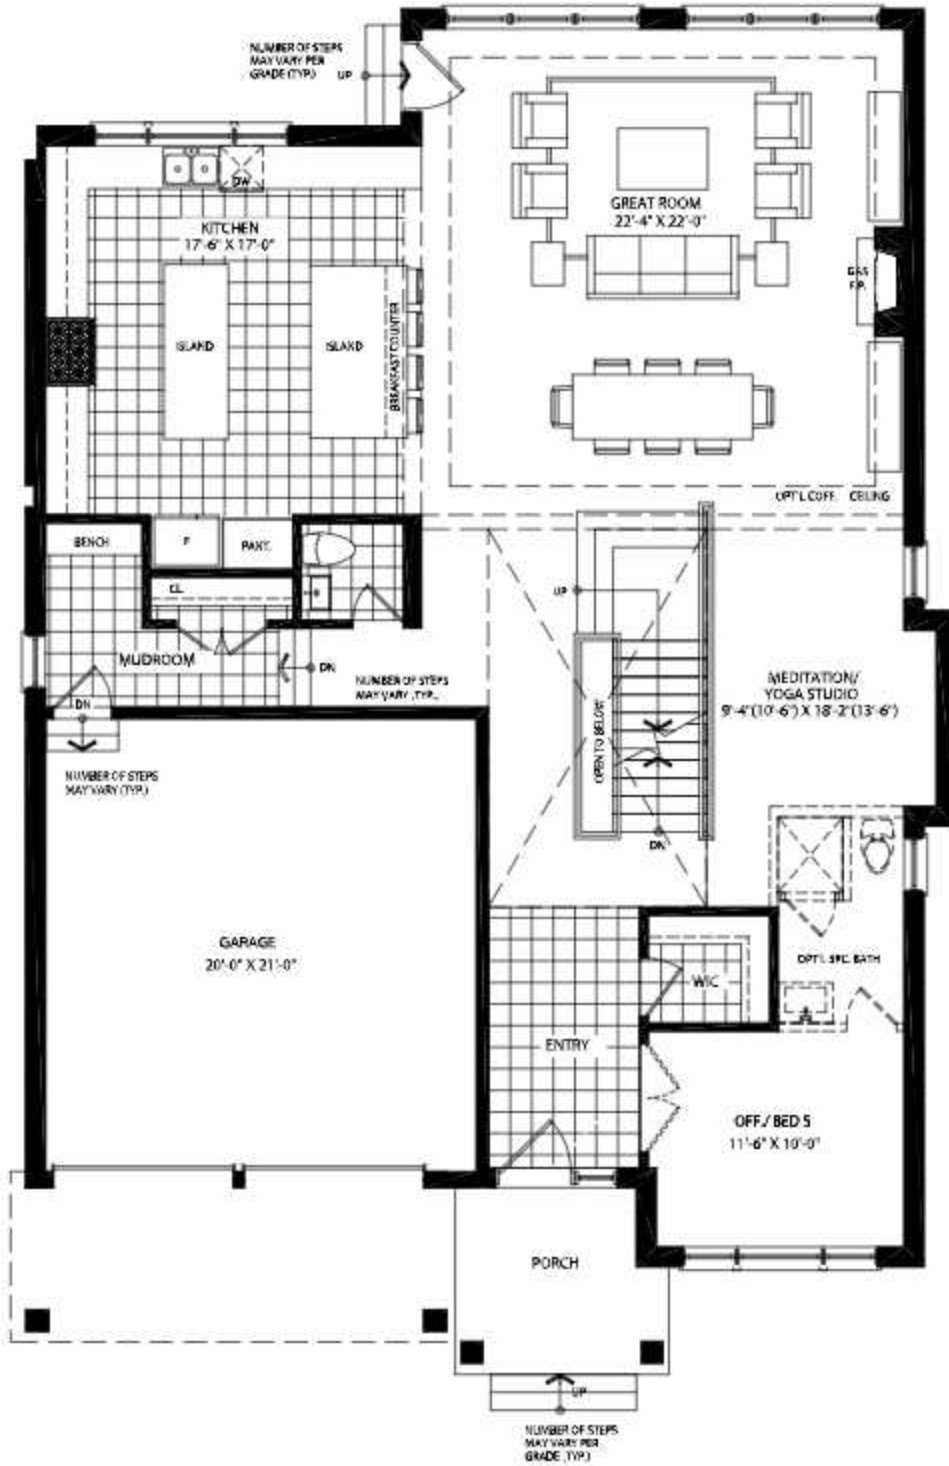 NUMBER OF STEPS
MAY VARY PER
GRADE (TYP.)
UP
DW
KITCHEN
17'-6" X 17'-0"
GREAT ROOM
22'-4" X 22'-0"
GAS
F.P.
ISLAND
ISLAND
BREAKFAST COUNTER
OPT'L COFF. CEILING
BENCH
F
PANT.
CL.
UP
MUDROOM
DN
NUMBER OF STEPS
MAY VARY (TYP.)
DN
NUMBER OF STEPS
MAY VARY (TYP.)
MEDITATION/
YOGA STUDIO
9'-4"(10'-6") X 18'-2"(13'-6")
OPEN TO BELOW
DN
GARAGE
20'-0" X 21'-0"
OPT'L SEC. BATH
WIC
ENTRY
OFF./ BED 5
11'-6" X 10'-0"
PORCH
UP
NUMBER OF STEPS
MAY VARY PER
GRADE (TYP.)